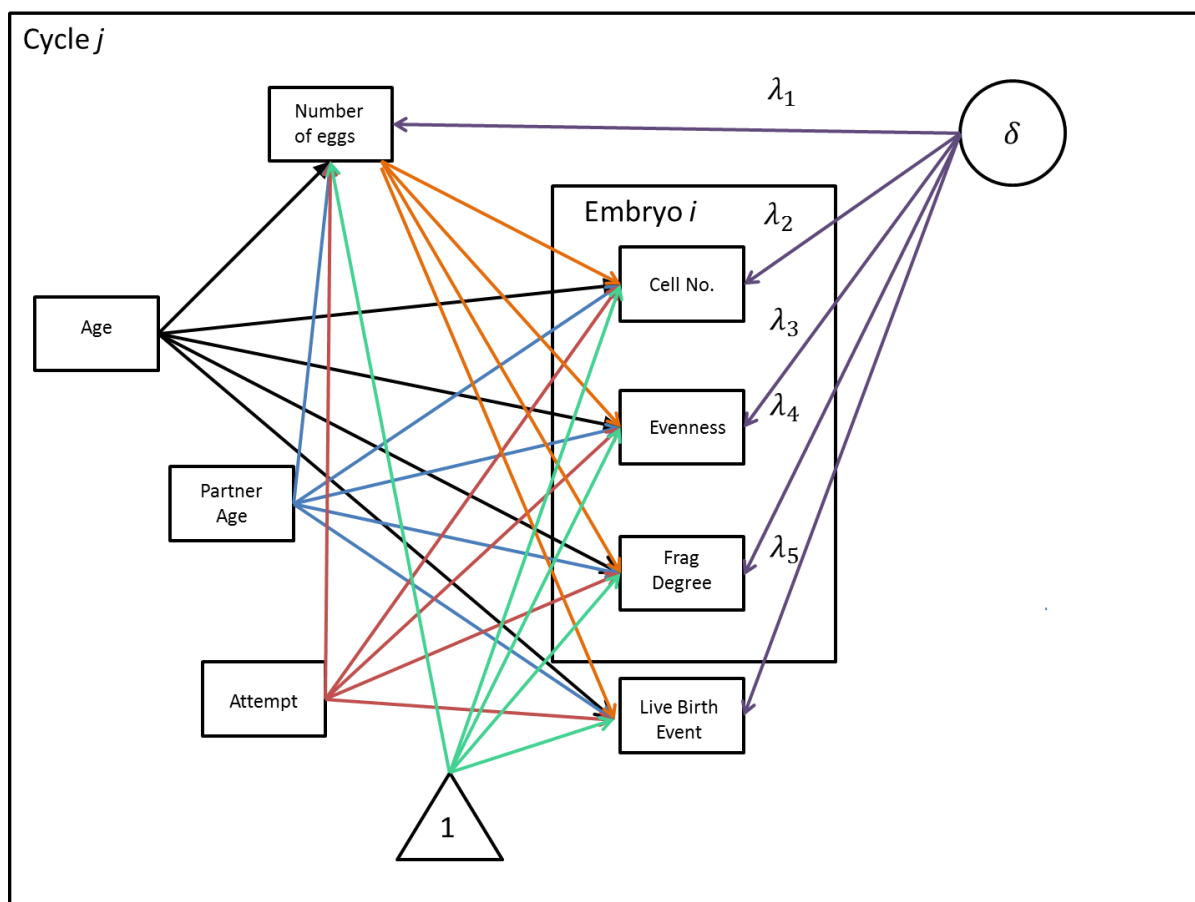 Cycle j
Number
of eggs
λ1
δ
Embryo i
λ2
Cell No.
Age
λ3
Evenness
λ4
Partner
Age
Frag
Degree
λ5
Attempt
Live Birth
Event
1